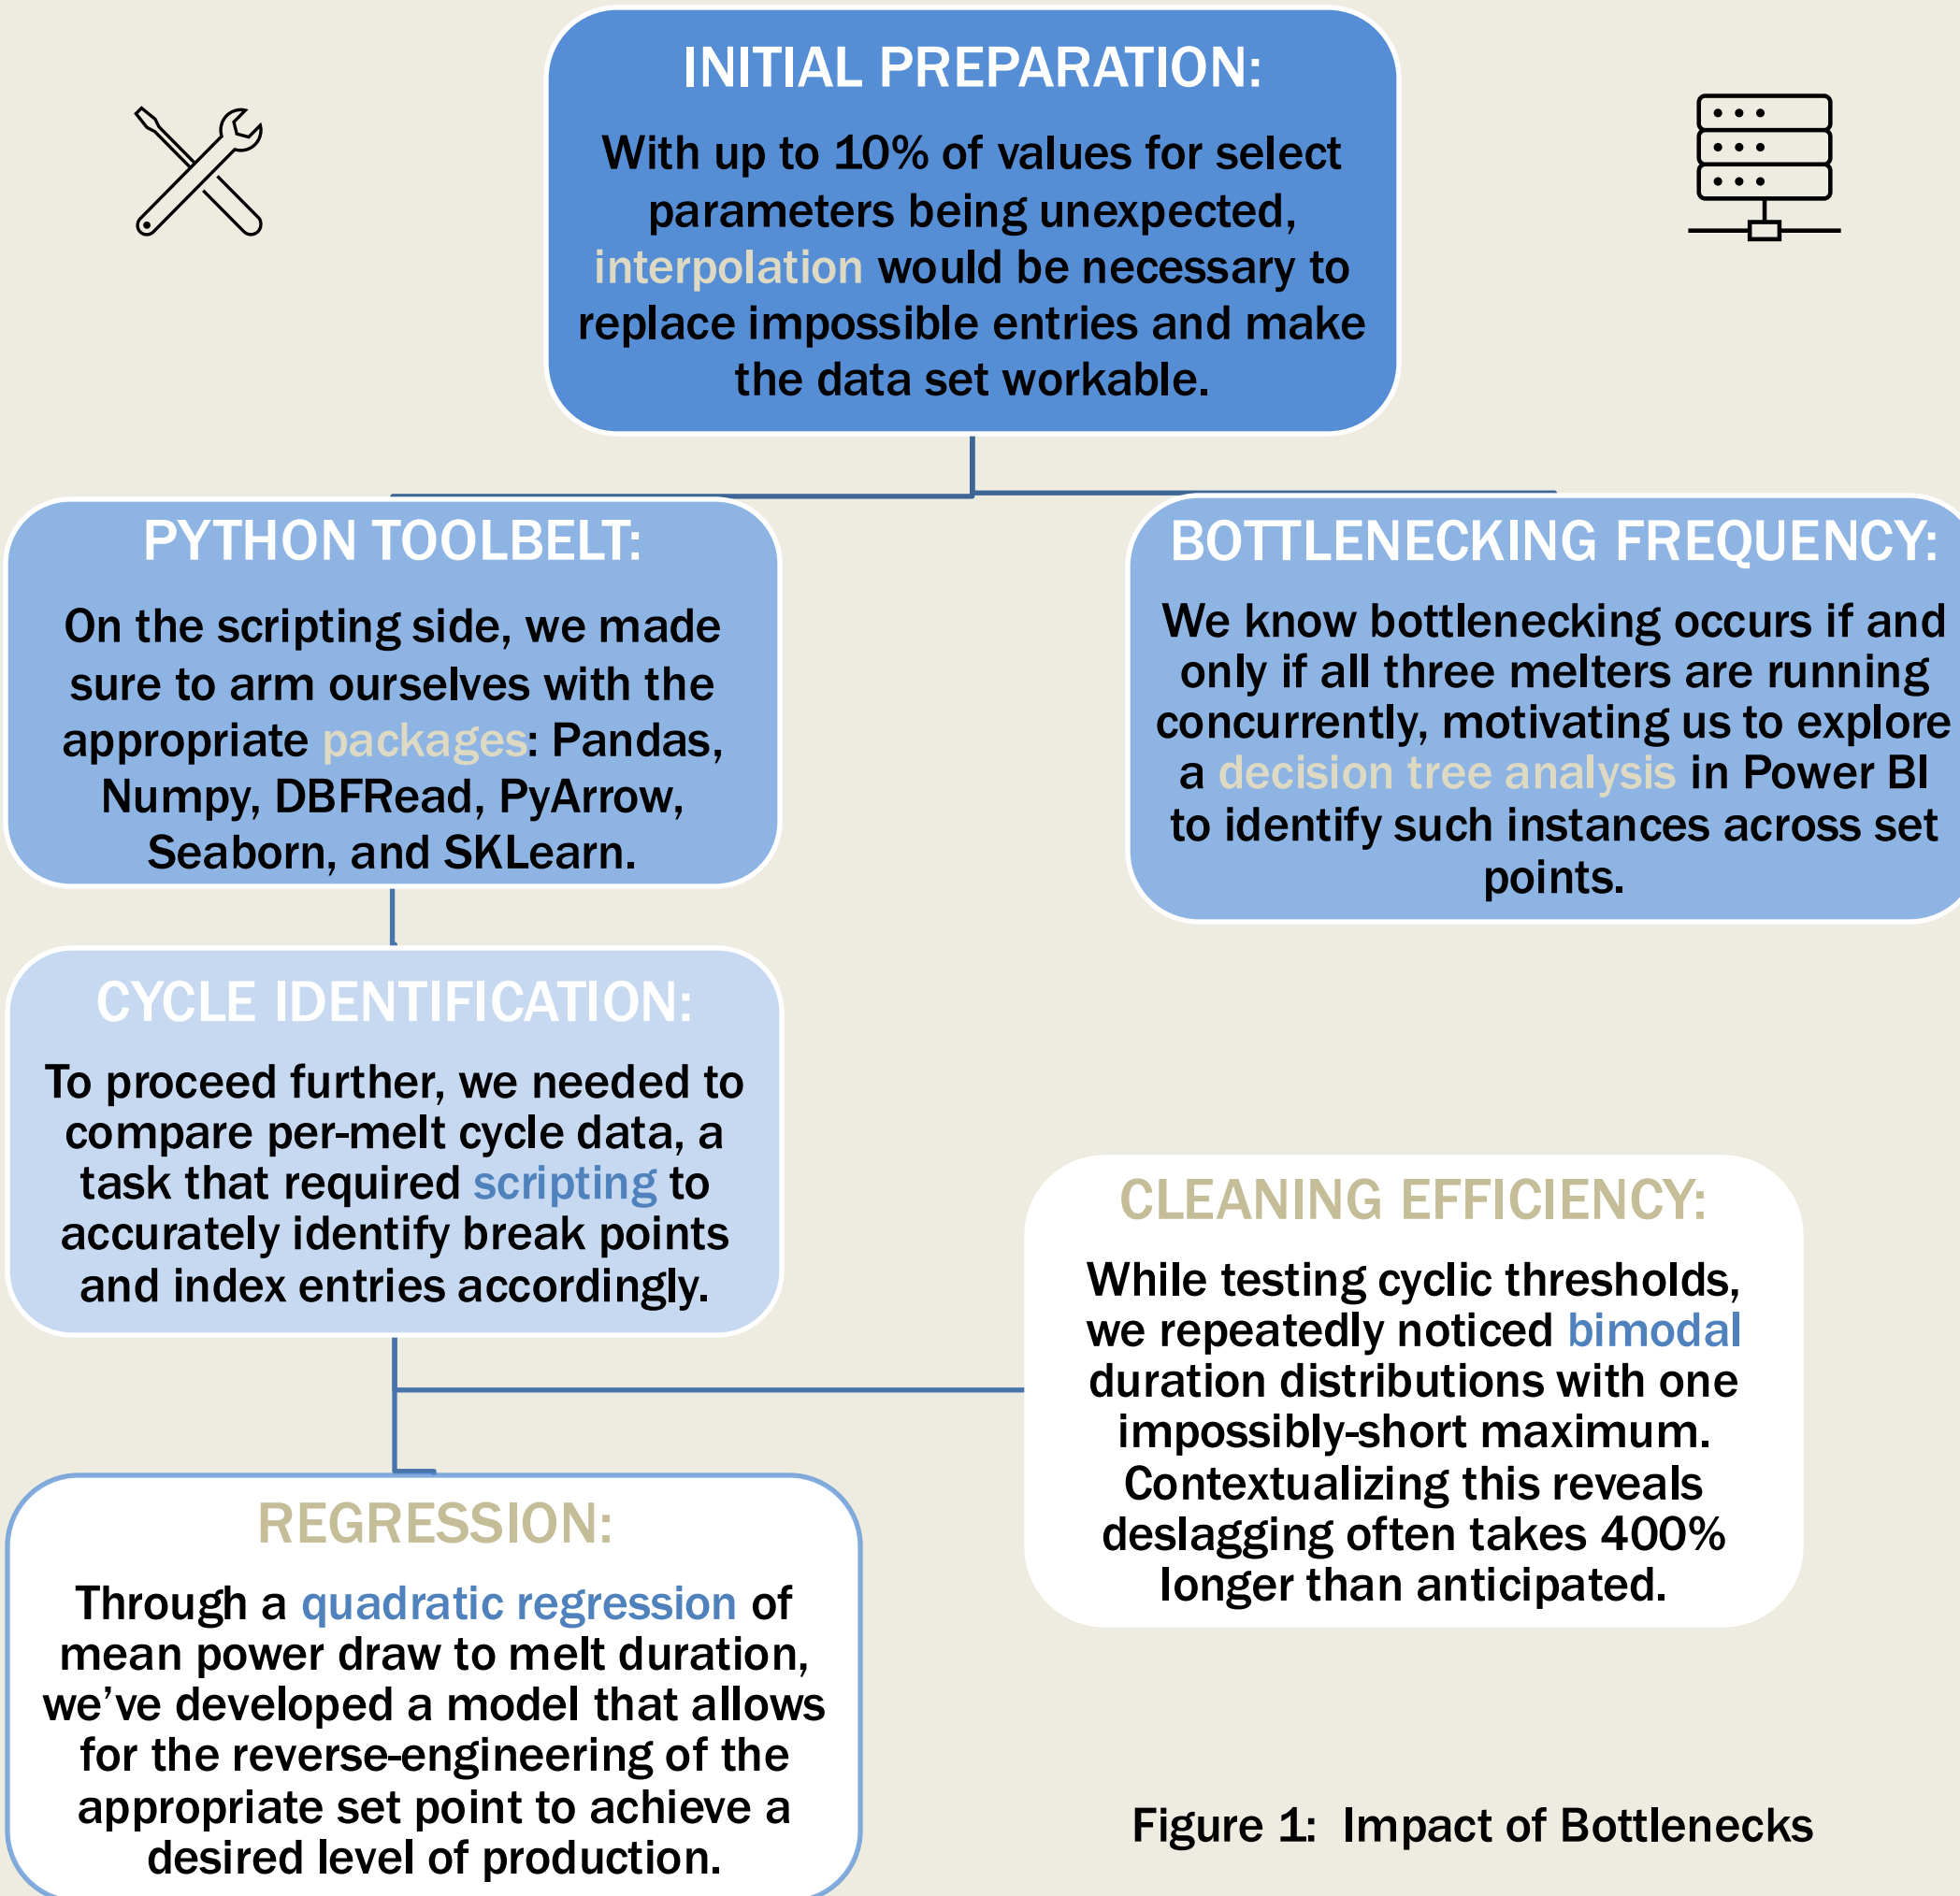 INITIAL PREPARATION:
With up to 10% of values for select
parameters being unexpected,
interpolation would be necessary to
replace impossible entries and make
the data set workable.
PYTHON TOOLBELT:
On the scripting side, we made
sure to arm ourselves with the
appropriate packages: Pandas,
Numpy, DBFRead, PyArrow,
Seaborn, and SKLearn.
BOTTLENECKING FREQUENCY:
We know bottlenecking occurs if and
only if all three melters are running
concurrently, motivating us to explore
a decision tree analysis in Power BI
to identify such instances across set
points.
CYCLE IDENTIFICATION:
To proceed further, we needed to
compare per-melt cycle data, a
task that required scripting to
accurately identify break points
and index entries accordingly.
CLEANING EFFICIENCY:
While testing cyclic thresholds,
we repeatedly noticed bimodal
duration distributions with one
impossibly-short maximum.
Contextualizing this reveals
deslagging often takes 400%
longer than anticipated.
REGRESSION:
Through a quadratic regression of
mean power draw to melt duration,
we’ve developed a model that allows
for the reverse-engineering of the
appropriate set point to achieve a
desired level of production.
Figure 1: Impact of Bottlenecks